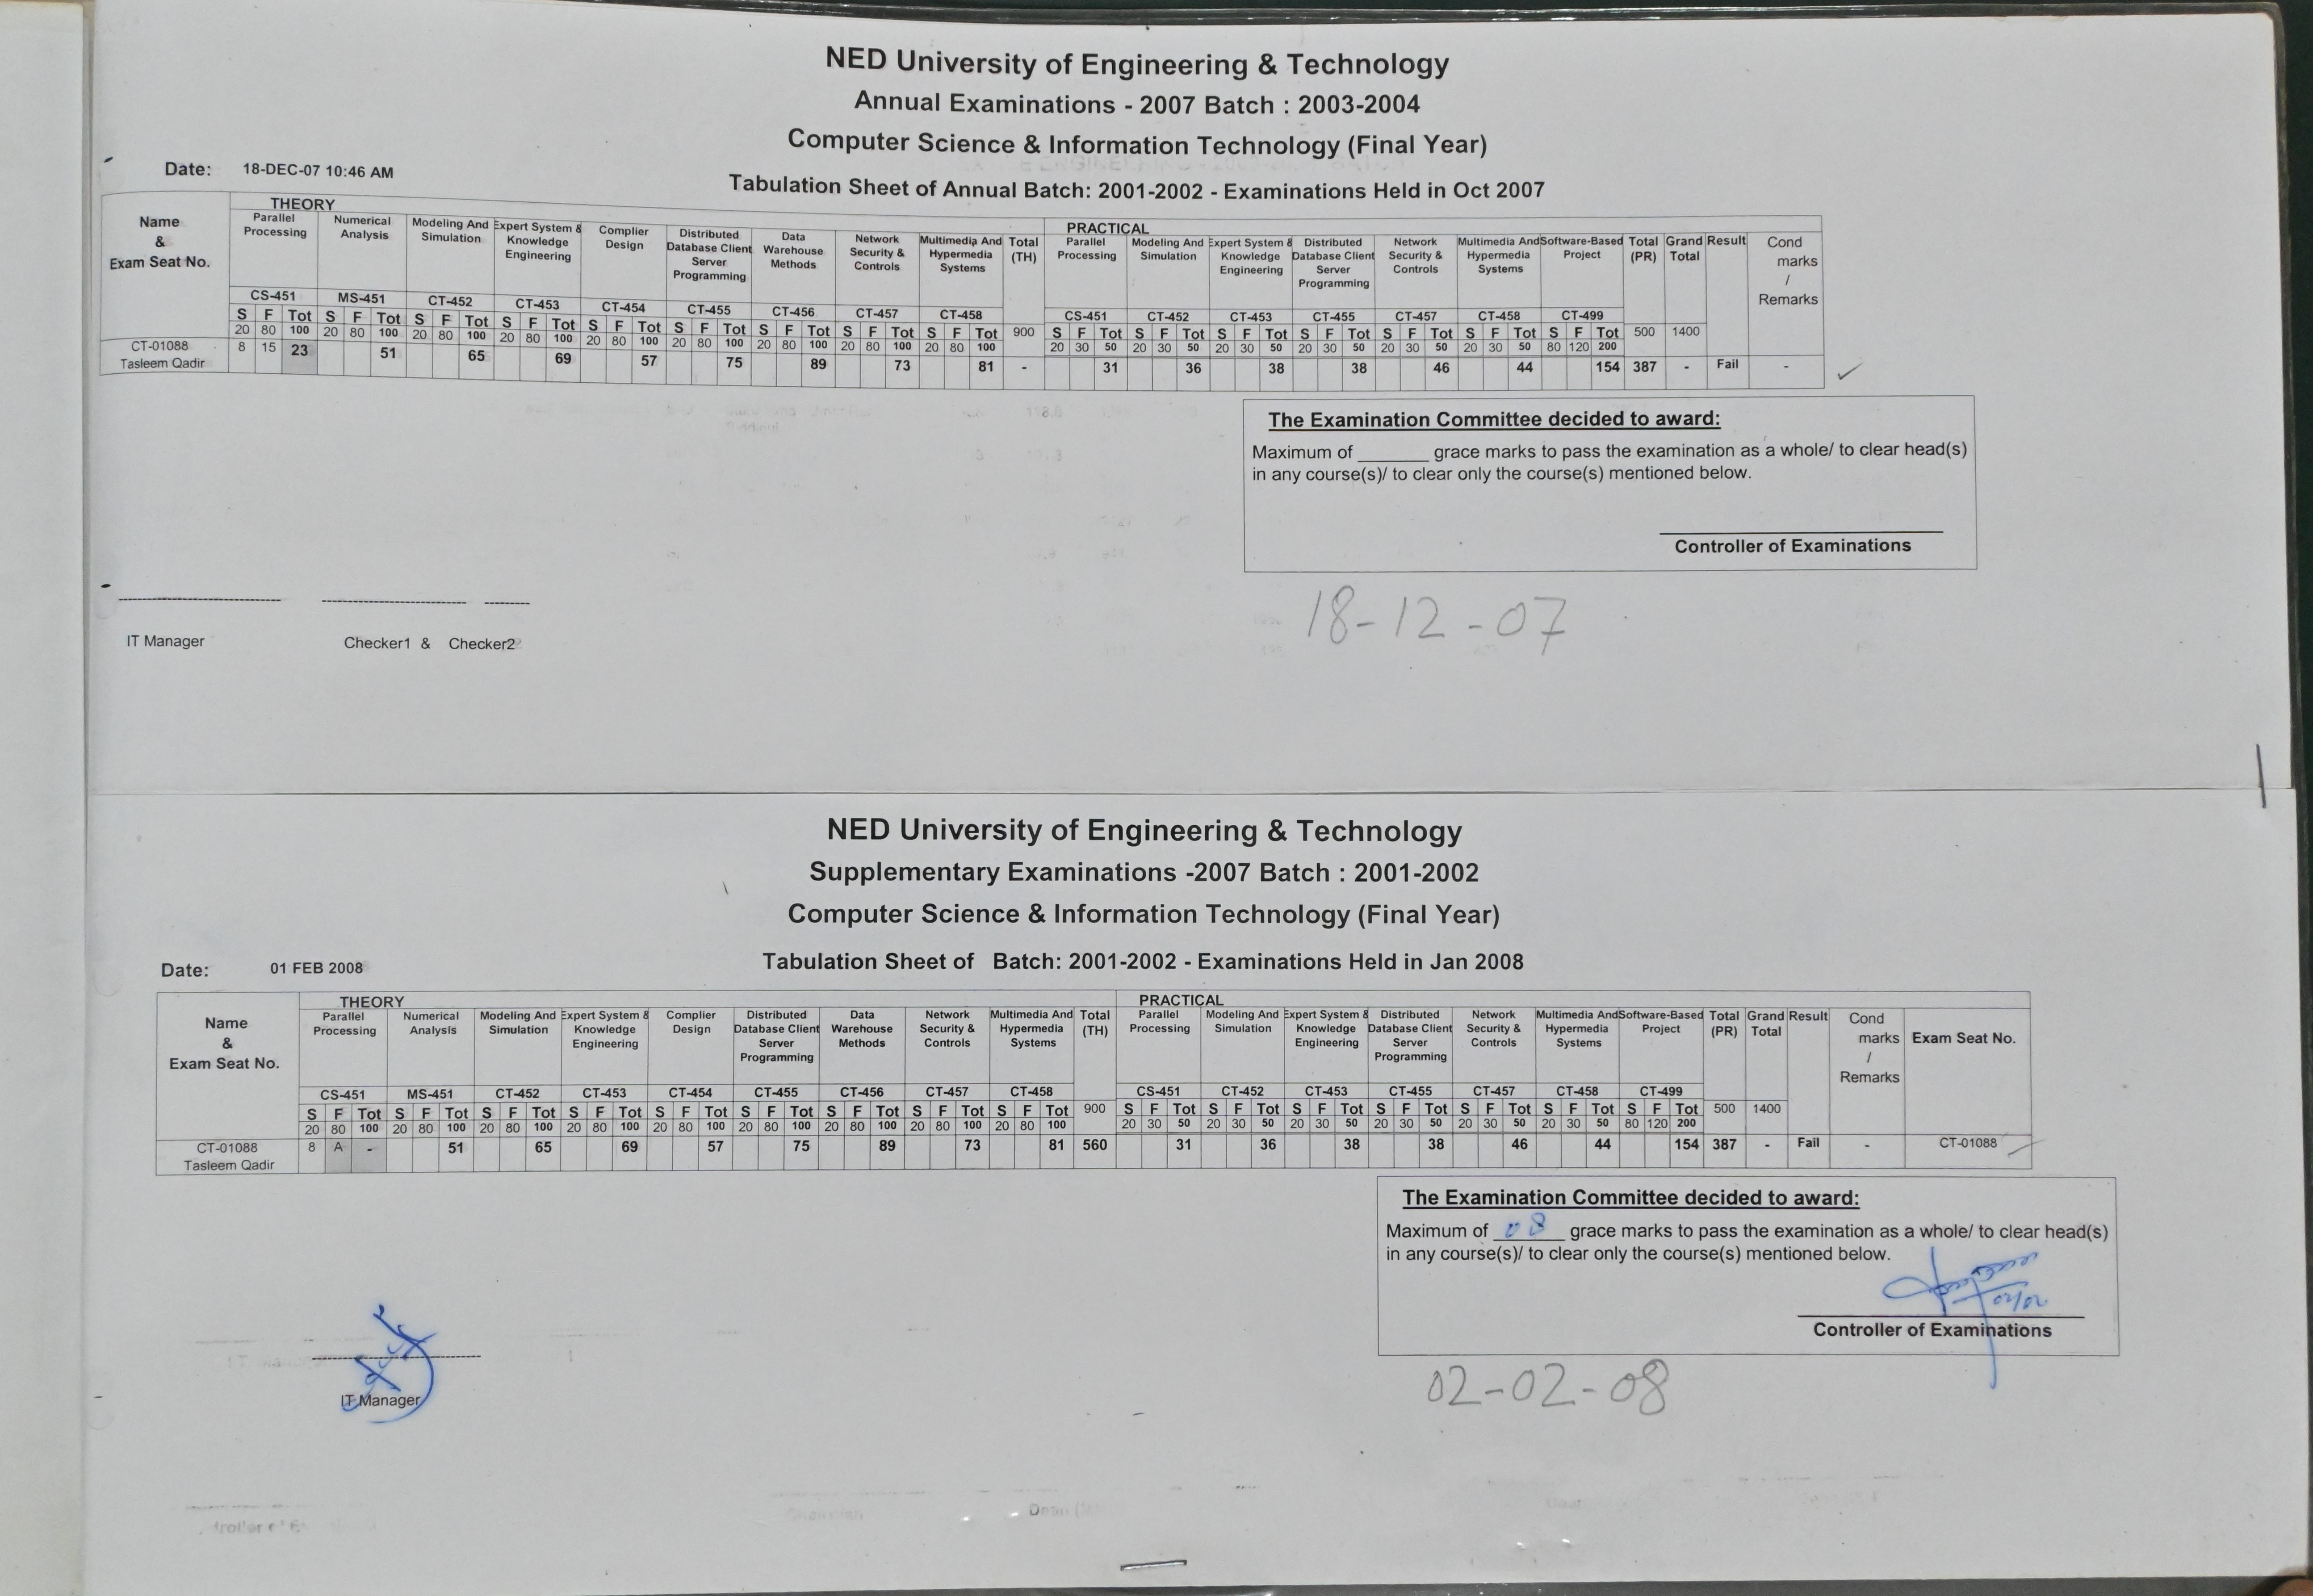 NED University of Engineering & Technology
Annual Examinations - 2007 Batch : 2003-2004
Computer Science & Information Technology (Final Year)
Date: 18-DEC-07 10:46 AM
Tabulation Sheet of Annual Batch: 2001-2002 - Examinations Held in Oct 2007
Name & Exam Seat No.
THEORY
Parallel Processing Numerical Analysis Modeling And Simulation Expert System & Knowledge Engineering Complier Design Distributed Database Client Server Programming Data Warehouse Methods Network Security & Controls Multimedia And Hypermedia Systems Total (TH)
PRACTICAL
Parallel Processing Modeling And Simulation Expert System & Knowledge Engineering Distributed Database Client Server Programming Network Security & Controls Multimedia And Hypermedia Systems Software-Based Project Total (PR) Grand Total Result Cond marks / Remarks
CS-451 MS-451 CT-452 CT-453 CT-454 CT-455 CT-456 CT-457 CT-458 CS-451 CT-452 CT-453 CT-455 CT-457 CT-458 CT-499
S F Tot S F Tot S F Tot S F Tot S F Tot S F Tot S F Tot S F Tot S F Tot 900 S F Tot S F Tot S F Tot S F Tot S F Tot S F Tot S F Tot 500 1400
20 80 100 20 80 100 20 80 100 20 80 100 20 80 100 20 80 100 20 80 100 20 80 100 20 80 100 20 30 50 20 30 50 20 30 50 20 30 50 20 30 50 20 30 50 80 120 200
CT-01088 8 15 23 51 65 69 57 75 89 73 81 - 31 36 38 38 46 44 154 387 - Fail -
Tasleem Qadir
The Examination Committee decided to award:
Maximum of ______ grace marks to pass the examination as a whole/ to clear head(s)
in any course(s)/ to clear only the course(s) mentioned below.
Controller of Examinations
18-12-07
IT Manager Checker1 & Checker2
NED University of Engineering & Technology
Supplementary Examinations -2007 Batch : 2001-2002
Computer Science & Information Technology (Final Year)
Date: 01 FEB 2008
Tabulation Sheet of Batch: 2001-2002 - Examinations Held in Jan 2008
Name & Exam Seat No.
THEORY
Parallel Processing Numerical Analysis Modeling And Simulation Expert System & Knowledge Engineering Complier Design Distributed Database Client Server Programming Data Warehouse Methods Network Security & Controls Multimedia And Hypermedia Systems Total (TH)
PRACTICAL
Parallel Processing Modeling And Simulation Expert System & Knowledge Engineering Distributed Database Client Server Programming Network Security & Controls Multimedia And Hypermedia Systems Software-Based Project Total (PR) Grand Total Result Cond marks / Remarks Exam Seat No.
CS-451 MS-451 CT-452 CT-453 CT-454 CT-455 CT-456 CT-457 CT-458 CS-451 CT-452 CT-453 CT-455 CT-457 CT-458 CT-499
S F Tot S F Tot S F Tot S F Tot S F Tot S F Tot S F Tot S F Tot S F Tot 900 S F Tot S F Tot S F Tot S F Tot S F Tot S F Tot S F Tot 500 1400
20 80 100 20 80 100 20 80 100 20 80 100 20 80 100 20 80 100 20 80 100 20 80 100 20 80 100 20 30 50 20 30 50 20 30 50 20 30 50 20 30 50 20 30 50 80 120 200
CT-01088 8 A - 51 65 69 57 75 89 73 81 560 31 36 38 38 46 44 154 387 - Fail - CT-01088
Tasleem Qadir
The Examination Committee decided to award:
Maximum of 08 grace marks to pass the examination as a whole/ to clear head(s)
in any course(s)/ to clear only the course(s) mentioned below.
Controller of Examinations
02-02-08
IT Manager